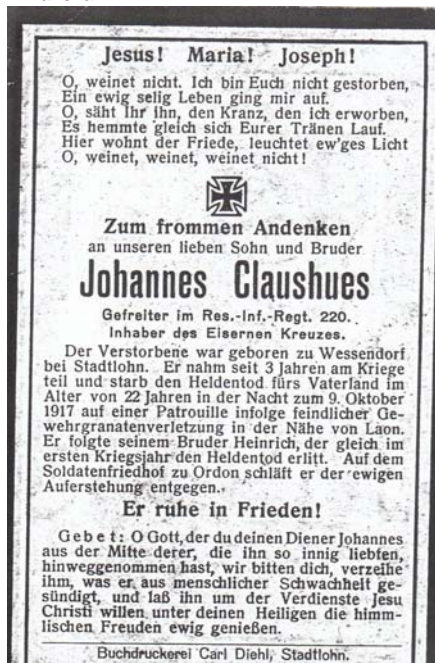 Jesus! Maria! Joseph!
O, weinet nicht. Ich bin Euch nicht gestorben,
Ein ewig selig Leben ging mir auf.
O, säht Ihr ihn, den Kranz, den ich erworben,
Es hemmte gleich sich Eurer Tränen Lauf.
Hier wohnt der Friede, leuchtet ew'ges Licht
O, weinet, weinet, weinet nicht!
Zum frommen Andenken
an unseren lieben Sohn und Bruder
Johannes Claushues
Gefreiter im Res.-Inf.-Regt. 220.
Inhaber des Eisernen Kreuzes.
Der Verstorbene war geboren zu Wessendorf
bei Stadtlohn. Er nahm seit 3 Jahren am Kriege
teil und starb den Heldentod fürs Vaterland im
Alter von 22 Jahren in der Nacht zum 9. Oktober
1917 auf einer Patrouille infolge feindlicher Ge-
wehrgranatenverletzung in der Nähe von Laon.
Er folgte seinem Bruder Heinrich, der gleich im
ersten Kriegsjahr den Heldentod erlitt. Auf dem
Soldatenfriedhof zu Ordon schläft er der ewigen
Auferstehung entgegen.
Er ruhe in Frieden!
Gebet: O Gott, der du deinen Diener Johannes
aus der Mitte derer, die ihn so innig liebten,
hinweggenommen hast, wir bitten dich, verzeihe
ihm, was er aus menschlicher Schwachheit ge-
sündigt, und laß ihn um der Verdienste Jesu
Christi willen unter deinen Heiligen die himm-
lischen Freuden ewig genießen.
Buchdruckerei Carl Diehl, Stadtlohn.